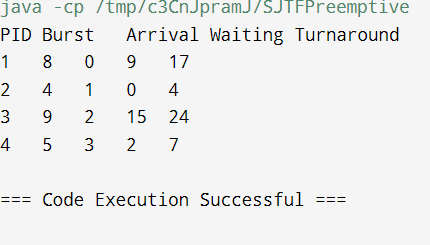 java -cp /tmp/c3CnJpramJ/SJTFPreemptive
PID Burst   Arrival Waiting Turnaround
1   8   0   9   17
2   4   1   0   4
3   9   2   15  24
4   5   3   2   7
=== Code Execution Successful ===